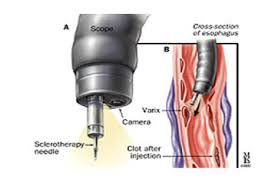 A
Scope
Cross-section
of esophagus
B
Varix
Camera
Sclerotherapy
needle
Clot after
injection